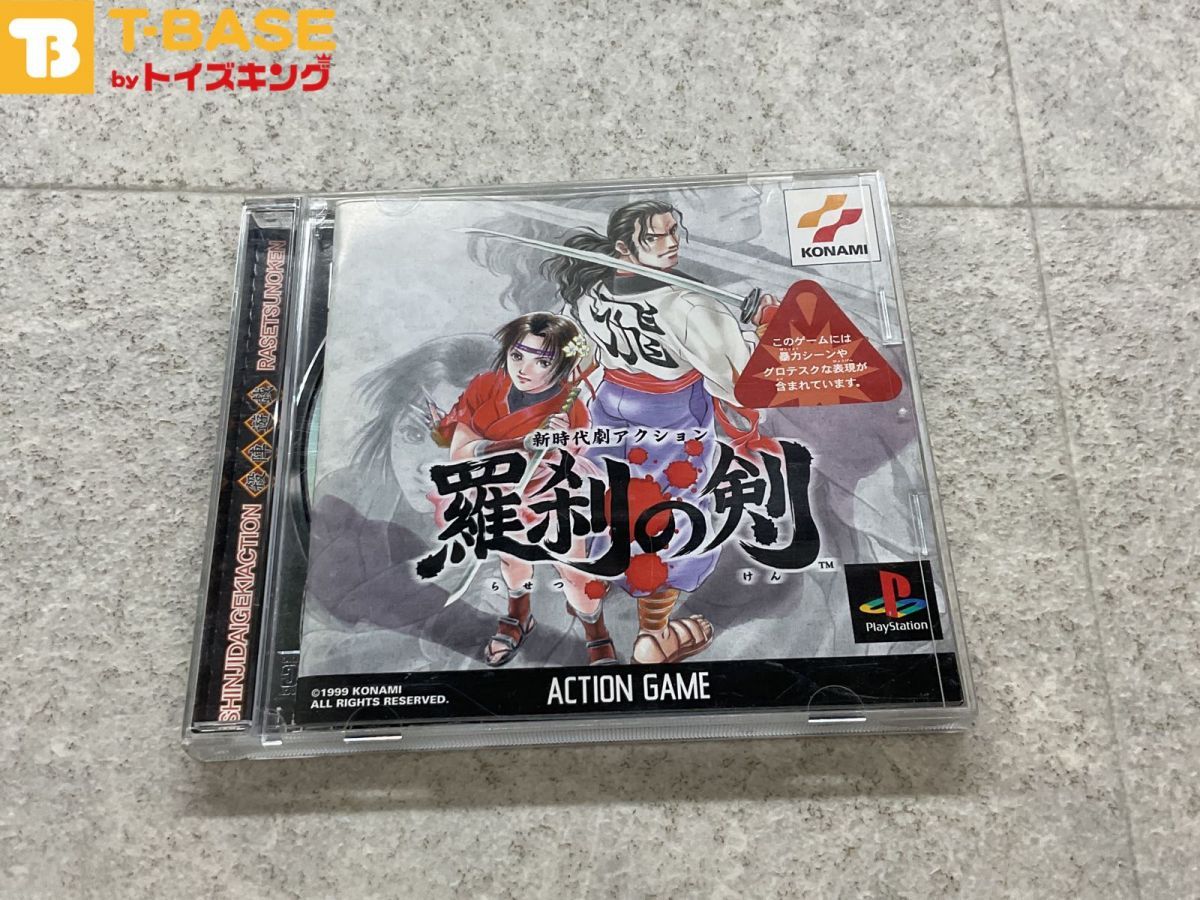 TB
T-BASE
byトイズキング
SHINJIDAIGEKIACTION
RASETSUNOKEN
KONAMI
このゲームには
暴力シーンや
グロテスクな表現が
含まれています。
龍
新時代劇アクション
羅刹の剣
らせつ けん
TM
PlayStation
©1999 KONAMI
ALL RIGHTS RESERVED.
ACTION GAME